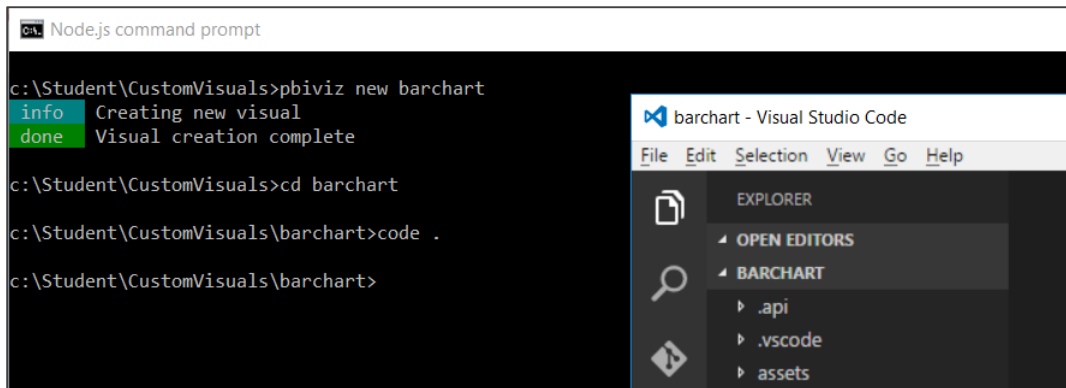 Node.js command prompt
c:\Student\CustomVisuals>pbiviz new barchart
info Creating new visual
done Visual creation complete
c:\Student\CustomVisuals>cd barchart
c:\Student\CustomVisuals\barchart>code .
c:\Student\CustomVisuals\barchart>
barchart - Visual Studio Code
File Edit Selection View Go Help
EXPLORER
OPEN EDITORS
BARCHART
.api
.vscode
assets